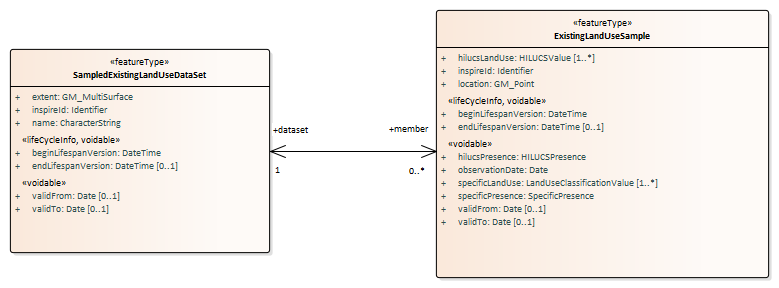 «featureType»
SampledExistingLandUseDataSet
+ extent: GM_MultiSurface
+ inspireId: Identifier
+ name: CharacterString
«lifeCycleInfo, voidable»
+ beginLifespanVersion: DateTime
+ endLifespanVersion: DateTime [0..1]
«voidable»
+ validFrom: Date [0..1]
+ validTo: Date [0..1]
+dataset
1
+member
0..*
«featureType»
ExistingLandUseSample
+ hilucsLandUse: HILUCSValue [1..*]
+ inspireId: Identifier
+ location: GM_Point
«lifeCycleInfo, voidable»
+ beginLifespanVersion: DateTime
+ endLifespanVersion: DateTime [0..1]
«voidable»
+ hilucsPresence: HILUCSPresence
+ observationDate: Date
+ specificLandUse: LandUseClassificationValue [1..*]
+ specificPresence: SpecificPresence
+ validFrom: Date [0..1]
+ validTo: Date [0..1]